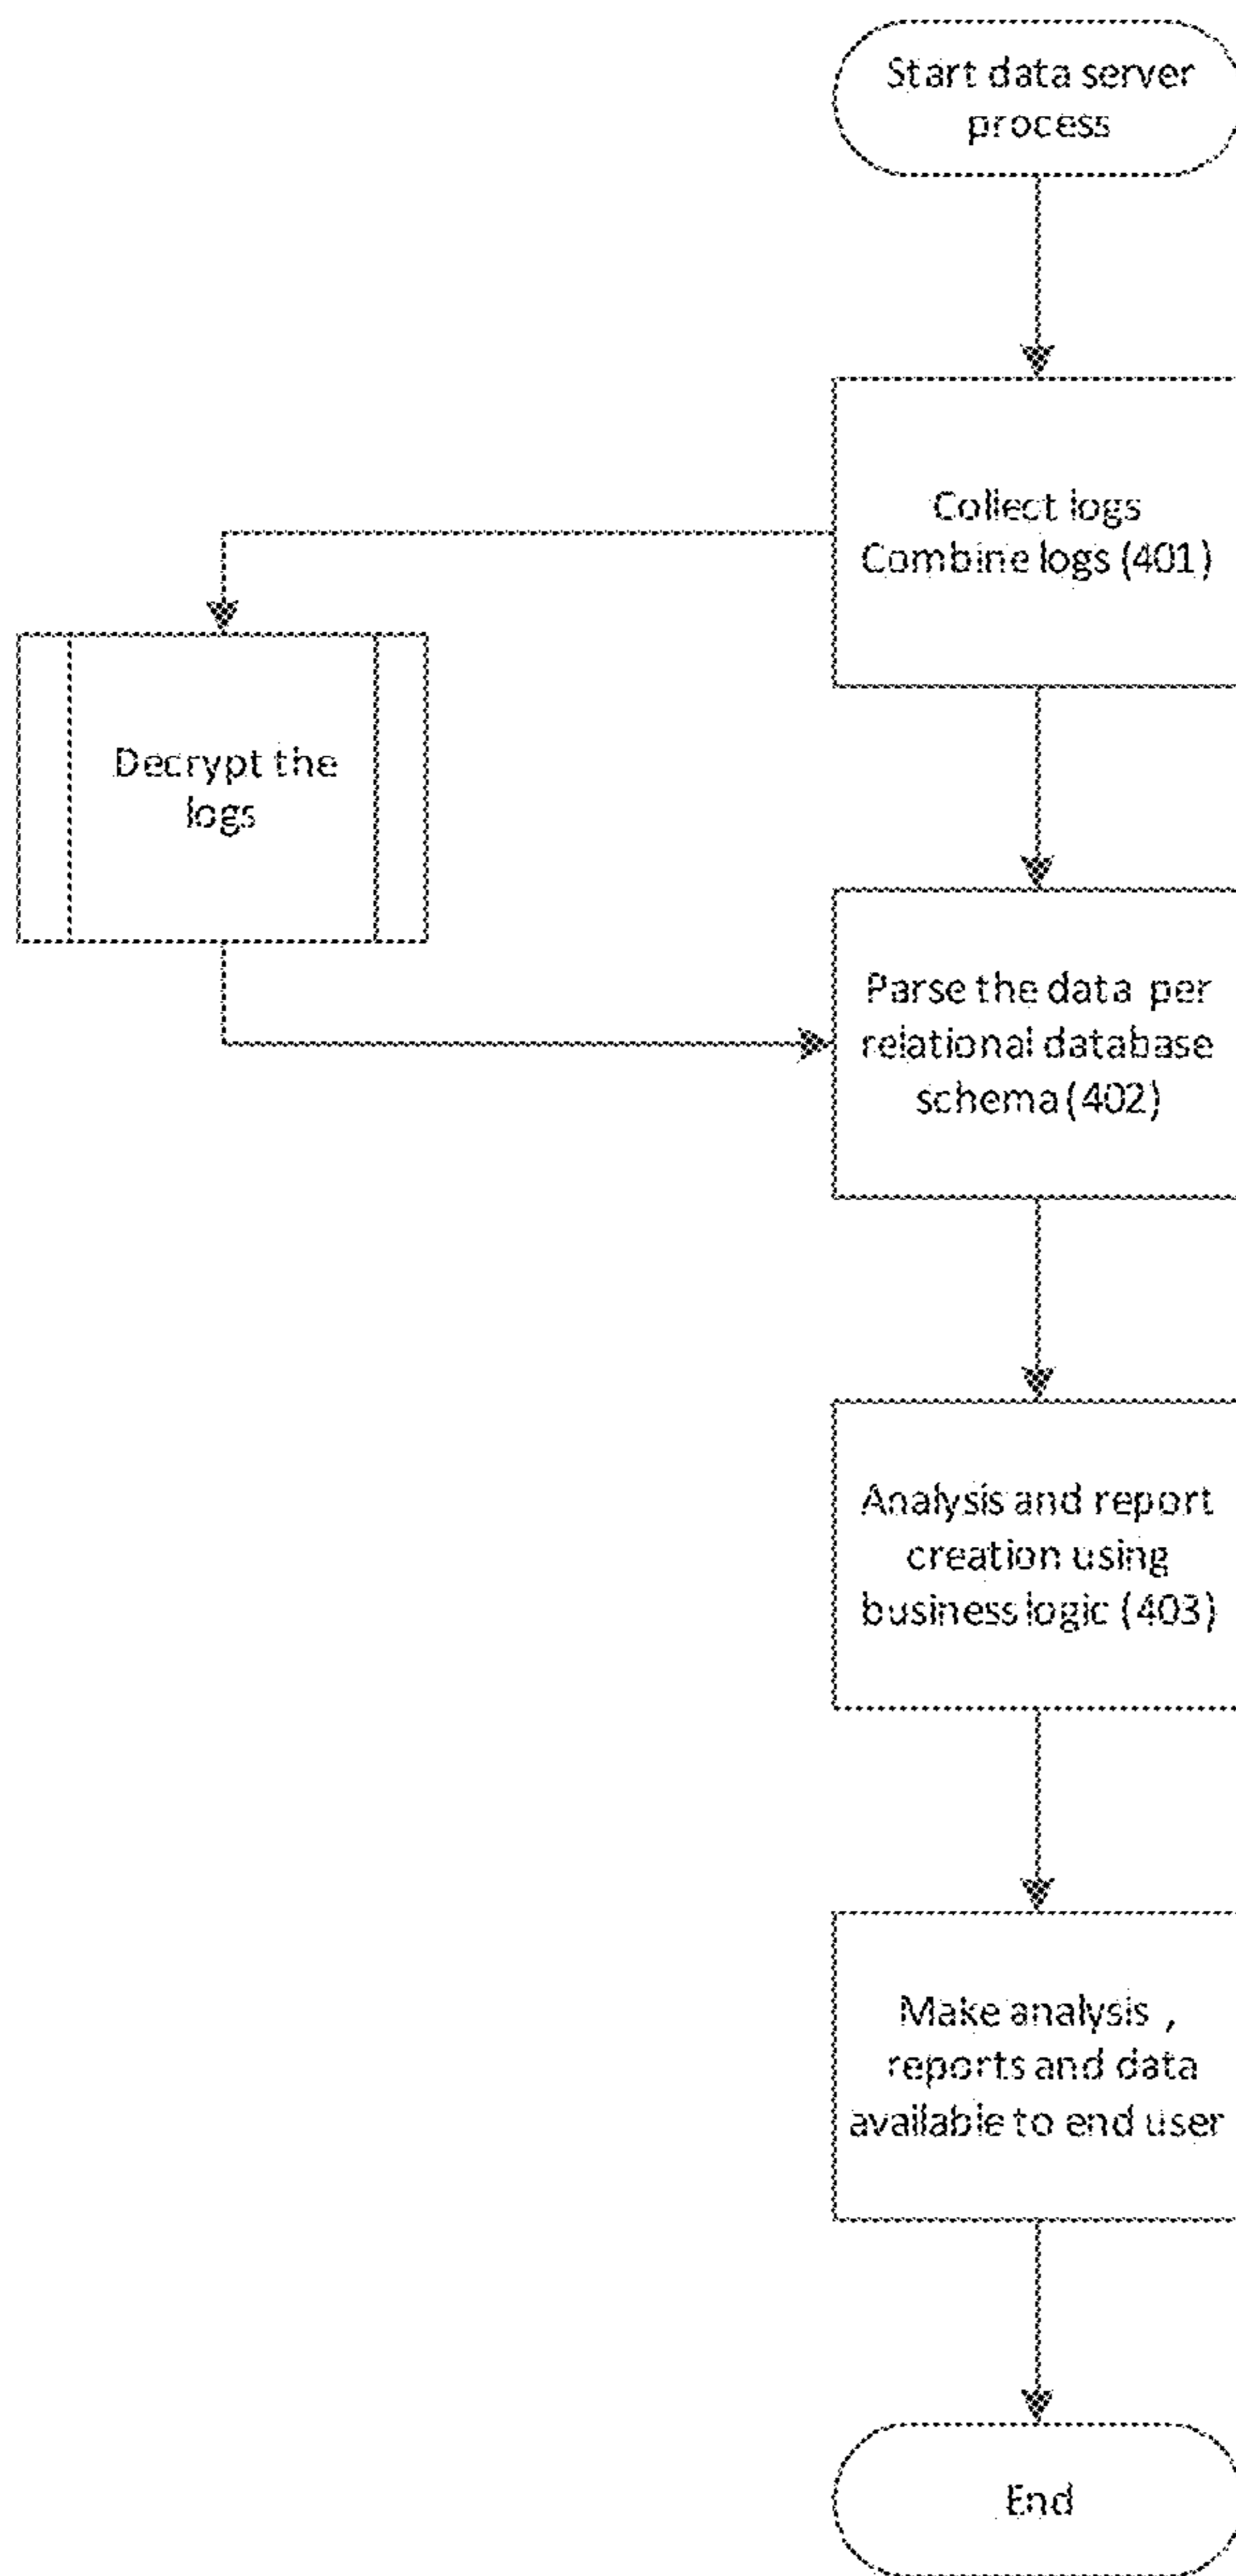 Start data server
process
Collect logs
Combine logs (401)
Decrypt the
logs
Parse the data per
relational database
schema (402)
Analysis and report
creation using
business logic (403)
Make analysis ,
reports and data
available to end user
End